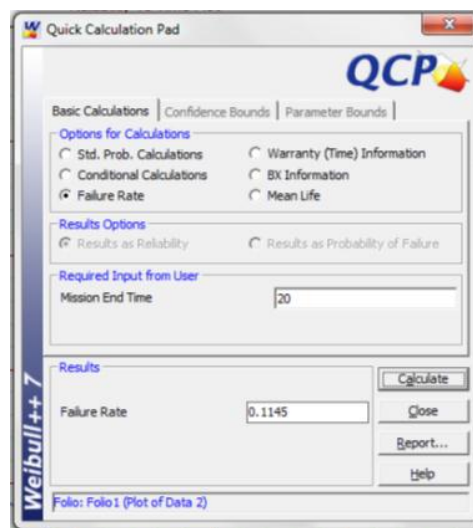 Quick Calculation Pad
QCP
Basic Calculations Confidence Bounds Parameter Bounds
Options for Calculations
Std. Prob. Calculations Warranty (Time) Information
Conditional Calculations BX Information
Failure Rate Mean Life
Results Options
Results as Reliability Results as Probability of Failure
Required Input from User
Mission End Time 20
Results
Calculate
Failure Rate 0.1145 Close
Report...
Help
Weibull++ 7
Folio: Folio1 (Plot of Data 2)